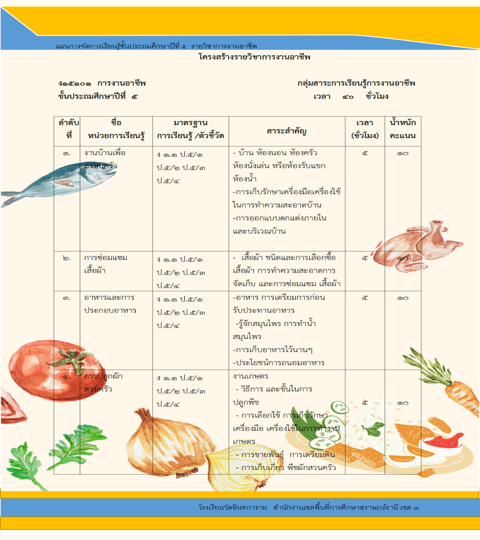 แผนการจัดการเรียนรู้ชั้นประถมศึกษาปีที่ ๕ รายวิชาการงานอาชีพ
โครงสร้างรายวิชาการงานอาชีพ
ง๑๕๑๐๑ การงานอาชีพ กลุ่มสาระการเรียนรู้การงานอาชีพ
ชั้นประถมศึกษาปีที่ ๕ เวลา ๔๐ ชั่วโมง
ลำดับ ชื่อ มาตรฐาน สาระสำคัญ เวลา น้ำหนัก
ที่ หน่วยการเรียนรู้ การเรียนรู้ /ตัวชี้วัด (ชั่วโมง) คะแนน
๑. งานบ้านเพื่อ ง ๑.๑ ป.๕/๑ - บ้าน ห้องนอน ห้องครัว ๕ ๑๐
ครอบครัว ป.๕/๒ ป.๕/๓ ห้องนั่งเล่น หรือห้องรับแขก
ป.๕/๔ ห้องน้ำ
-การเก็บรักษาเครื่องมือเครื่องใช้
ในการทำความสะอาดบ้าน
-การออกแบบตกแต่งภายใน
และบริเวณบ้าน
๒. การซ่อมแซม ง ๑.๑ ป.๕/๑ - เสื้อผ้า ชนิดและการเลือกซื้อ ๕ ๑๐
เสื้อผ้า ป.๕/๒ ป.๕/๓ เสื้อผ้า การทำความสะอาดการ
ป.๕/๔ จัดเก็บ และการซ่อมแซม เสื้อผ้า
๓. อาหารและการ ง ๑.๑ ป.๕/๑ -อาหาร การเตรียมการก่อน ๕ ๑๐
ประกอบอาหาร ป.๕/๒ ป.๕/๓ รับประทานอาหาร
ป.๕/๔ -รู้จักสมุนไพร การทำน้ำ
สมุนไพร
-การเก็บอาหารไว้นานๆ
-ประโยชน์การถนอมอาหาร
๔. การปลูกผัก ง ๑.๑ ป.๕/๑ งานเกษตร
สวนครัว ป.๕/๒ ป.๕/๓ - วิธีการ และขั้นในการ
ป.๕/๔ ปลูกพืช ๕ ๑๐
- การเลือกใช้ การเก็บรักษา
เครื่องมือ เครื่องใช้ในการทำงาน
เกษตร
- การขยายพันธุ์ การเตรียมดิน
- การเก็บเกี่ยว พืชผักสวนครัว
โรงเรียนวัดอินทการาม สำนักงานเขตพื้นที่การศึกษาสุราษฎร์ธานี เขต ๓